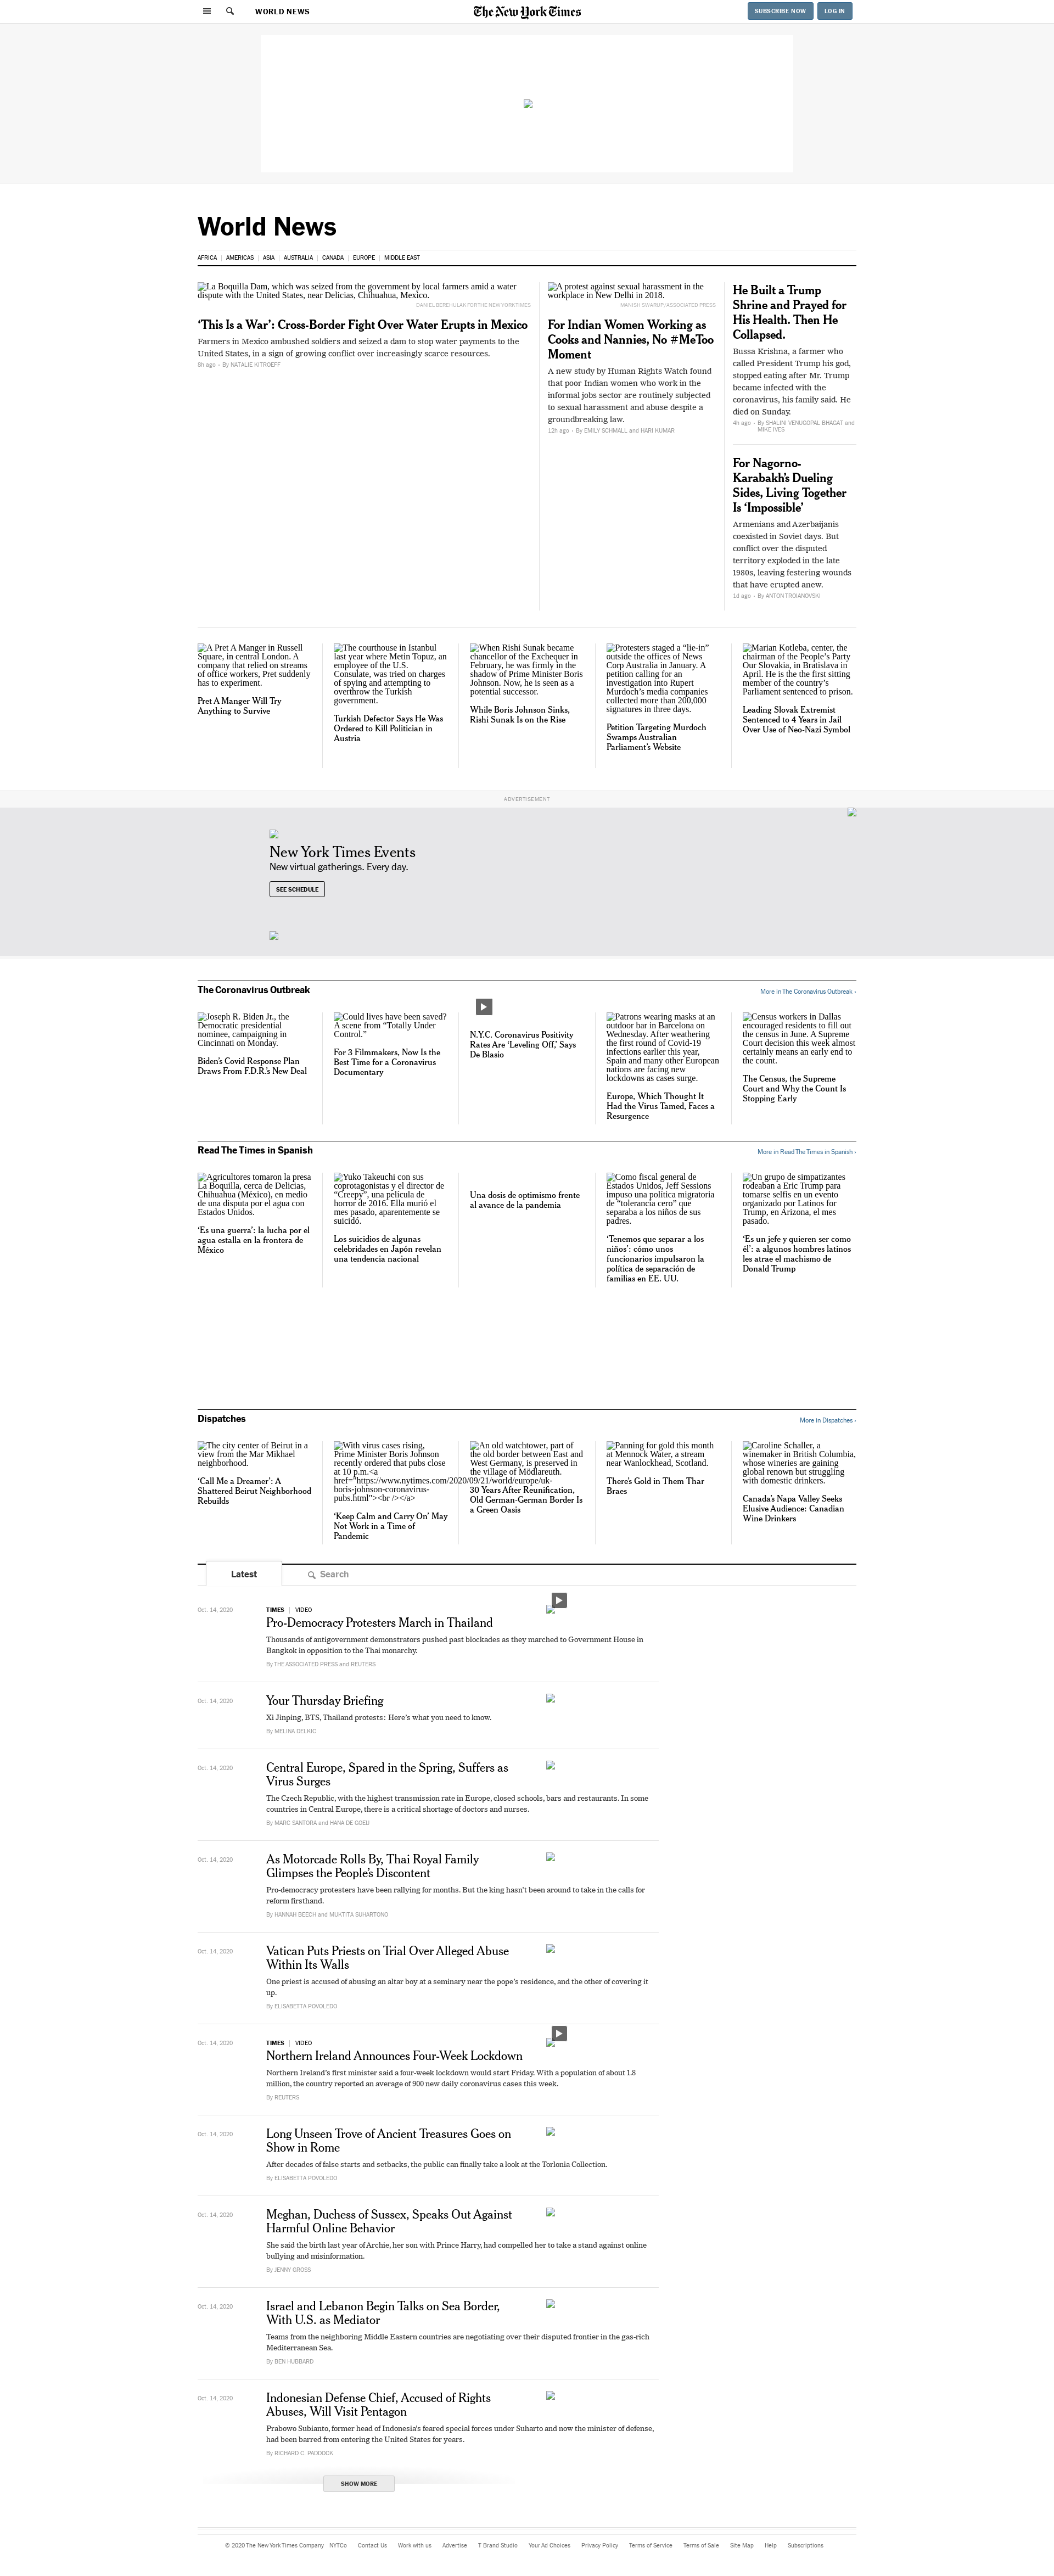 WORLD NEWS
The New York Times
SUBSCRIBE NOW
LOG IN
World News
AFRICA
AMERICAS
ASIA
AUSTRALIA
CANADA
EUROPE
MIDDLE EAST
La Boquilla Dam, which was seized from the government by local farmers amid a water
dispute with the United States, near Delicias, Chihuahua, Mexico.
DANIEL BEREHULAK FOR THE NEW YORK TIMES
‘This Is a War’: Cross-Border Fight Over Water Erupts in Mexico
Farmers in Mexico ambushed soldiers and seized a dam to stop water payments to the
United States, in a sign of growing conflict over increasingly scarce resources.
8h ago
By NATALIE KITROEFF
A protest against sexual harassment in the
workplace in New Delhi in 2018.
MANISH SWARUP/ASSOCIATED PRESS
For Indian Women Working as
Cooks and Nannies, No #MeToo
Moment
A new study by Human Rights Watch found
that poor Indian women who work in the
informal jobs sector are routinely subjected
to sexual harassment and abuse despite a
groundbreaking law.
12h ago
By EMILY SCHMALL and HARI KUMAR
He Built a Trump
Shrine and Prayed for
His Health. Then He
Collapsed.
Bussa Krishna, a farmer who
called President Trump his god,
stopped eating after Mr. Trump
became infected with the
coronavirus, his family said. He
died on Sunday.
4h ago
By SHALINI VENUGOPAL BHAGAT and
MIKE IVES
For Nagorno-
Karabakh’s Dueling
Sides, Living Together
Is ‘Impossible’
Armenians and Azerbaijanis
coexisted in Soviet days. But
conflict over the disputed
territory exploded in the late
1980s, leaving festering wounds
that have erupted anew.
1d ago
By ANTON TROIANOVSKI
A Pret A Manger in Russell
Square, in central London. A
company that relied on streams
of office workers, Pret suddenly
has to experiment.
Pret A Manger Will Try
Anything to Survive
The courthouse in Istanbul
last year where Metin Topuz, an
employee of the U.S.
Consulate, was tried on charges
of spying and attempting to
overthrow the Turkish
government.
Turkish Defector Says He Was
Ordered to Kill Politician in
Austria
When Rishi Sunak became
chancellor of the Exchequer in
February, he was firmly in the
shadow of Prime Minister Boris
Johnson. Now, he is seen as a
potential successor.
While Boris Johnson Sinks,
Rishi Sunak Is on the Rise
Protesters staged a “lie-in”
outside the offices of News
Corp Australia in January. A
petition calling for an
investigation into Rupert
Murdoch’s media companies
collected more than 200,000
signatures in three days.
Petition Targeting Murdoch
Swamps Australian
Parliament’s Website
Marian Kotleba, center, the
chairman of the People’s Party
Our Slovakia, in Bratislava in
April. He is the the first sitting
member of the country’s
Parliament sentenced to prison.
Leading Slovak Extremist
Sentenced to 4 Years in Jail
Over Use of Neo-Nazi Symbol
ADVERTISEMENT
New York Times Events
New virtual gatherings. Every day.
SEE SCHEDULE
The Coronavirus Outbreak
More in The Coronavirus Outbreak ›
Joseph R. Biden Jr., the
Democratic presidential
nominee, campaigning in
Cincinnati on Monday.
Biden’s Covid Response Plan
Draws From F.D.R.’s New Deal
Could lives have been saved?
A scene from “Totally Under
Control.”
For 3 Filmmakers, Now Is the
Best Time for a Coronavirus
Documentary
N.Y.C. Coronavirus Positivity
Rates Are ‘Leveling Off,’ Says
De Blasio
Patrons wearing masks at an
outdoor bar in Barcelona on
Wednesday. After weathering
the first round of Covid-19
infections earlier this year,
Spain and many other European
nations are facing new
lockdowns as cases surge.
Europe, Which Thought It
Had the Virus Tamed, Faces a
Resurgence
Census workers in Dallas
encouraged residents to fill out
the census in June. A Supreme
Court decision this week almost
certainly means an early end to
the count.
The Census, the Supreme
Court and Why the Count Is
Stopping Early
Read The Times in Spanish
More in Read The Times in Spanish ›
Agricultores tomaron la presa
La Boquilla, cerca de Delicias,
Chihuahua (México), en medio
de una disputa por el agua con
Estados Unidos.
‘Es una guerra’: la lucha por el
agua estalla en la frontera de
México
Yuko Takeuchi con sus
coprotagonistas y el director de
“Creepy”, una película de
horror de 2016. Ella murió el
mes pasado, aparentemente se
suicidó.
Los suicidios de algunas
celebridades en Japón revelan
una tendencia nacional
Una dosis de optimismo frente
al avance de la pandemia
Como fiscal general de
Estados Unidos, Jeff Sessions
impuso una política migratoria
de “tolerancia cero” que
separaba a los niños de sus
padres.
‘Tenemos que separar a los
niños’: cómo unos
funcionarios impulsaron la
política de separación de
familias en EE. UU.
Un grupo de simpatizantes
rodeaban a Eric Trump para
tomarse selfis en un evento
organizado por Latinos for
Trump, en Arizona, el mes
pasado.
‘Es un jefe y quieren ser como
él’: a algunos hombres latinos
les atrae el machismo de
Donald Trump
Dispatches
More in Dispatches ›
The city center of Beirut in a
view from the Mar Mikhael
neighborhood.
‘Call Me a Dreamer’: A
Shattered Beirut Neighborhood
Rebuilds
With virus cases rising,
Prime Minister Boris Johnson
recently ordered that pubs close
at 10 p.m.<a
href="https://www.nytimes.com/2020/09/21/world/europe/uk-
boris-johnson-coronavirus-
pubs.html"><br /></a>
‘Keep Calm and Carry On’ May
Not Work in a Time of
Pandemic
An old watchtower, part of
the old border between East and
West Germany, is preserved in
the village of Mödlareuth.
30 Years After Reunification,
Old German-German Border Is
a Green Oasis
Panning for gold this month
at Mennock Water, a stream
near Wanlockhead, Scotland.
There’s Gold in Them Thar
Braes
Caroline Schaller, a
winemaker in British Columbia,
whose wineries are gaining
global renown but struggling
with domestic drinkers.
Canada’s Napa Valley Seeks
Elusive Audience: Canadian
Wine Drinkers
Latest
Search
Oct. 14, 2020
TIMES | VIDEO
Pro-Democracy Protesters March in Thailand
Thousands of antigovernment demonstrators pushed past blockades as they marched to Government House in
Bangkok in opposition to the Thai monarchy.
By THE ASSOCIATED PRESS and REUTERS
Oct. 14, 2020
Your Thursday Briefing
Xi Jinping, BTS, Thailand protests: Here’s what you need to know.
By MELINA DELKIC
Oct. 14, 2020
Central Europe, Spared in the Spring, Suffers as
Virus Surges
The Czech Republic, with the highest transmission rate in Europe, closed schools, bars and restaurants. In some
countries in Central Europe, there is a critical shortage of doctors and nurses.
By MARC SANTORA and HANA DE GOEIJ
Oct. 14, 2020
As Motorcade Rolls By, Thai Royal Family
Glimpses the People’s Discontent
Pro-democracy protesters have been rallying for months. But the king hasn’t been around to take in the calls for
reform firsthand.
By HANNAH BEECH and MUKTITA SUHARTONO
Oct. 14, 2020
Vatican Puts Priests on Trial Over Alleged Abuse
Within Its Walls
One priest is accused of abusing an altar boy at a seminary near the pope’s residence, and the other of covering it
up.
By ELISABETTA POVOLEDO
Oct. 14, 2020
TIMES | VIDEO
Northern Ireland Announces Four-Week Lockdown
Northern Ireland’s first minister said a four-week lockdown would start Friday. With a population of about 1.8
million, the country reported an average of 900 new daily coronavirus cases this week.
By REUTERS
Oct. 14, 2020
Long Unseen Trove of Ancient Treasures Goes on
Show in Rome
After decades of false starts and setbacks, the public can finally take a look at the Torlonia Collection.
By ELISABETTA POVOLEDO
Oct. 14, 2020
Meghan, Duchess of Sussex, Speaks Out Against
Harmful Online Behavior
She said the birth last year of Archie, her son with Prince Harry, had compelled her to take a stand against online
bullying and misinformation.
By JENNY GROSS
Oct. 14, 2020
Israel and Lebanon Begin Talks on Sea Border,
With U.S. as Mediator
Teams from the neighboring Middle Eastern countries are negotiating over their disputed frontier in the gas-rich
Mediterranean Sea.
By BEN HUBBARD
Oct. 14, 2020
Indonesian Defense Chief, Accused of Rights
Abuses, Will Visit Pentagon
Prabowo Subianto, former head of Indonesia’s feared special forces under Suharto and now the minister of defense,
had been barred from entering the United States for years.
By RICHARD C. PADDOCK
SHOW MORE
© 2020 The New York Times Company
NYTCo
Contact Us
Work with us
Advertise
T Brand Studio
Your Ad Choices
Privacy Policy
Terms of Service
Terms of Sale
Site Map
Help
Subscriptions